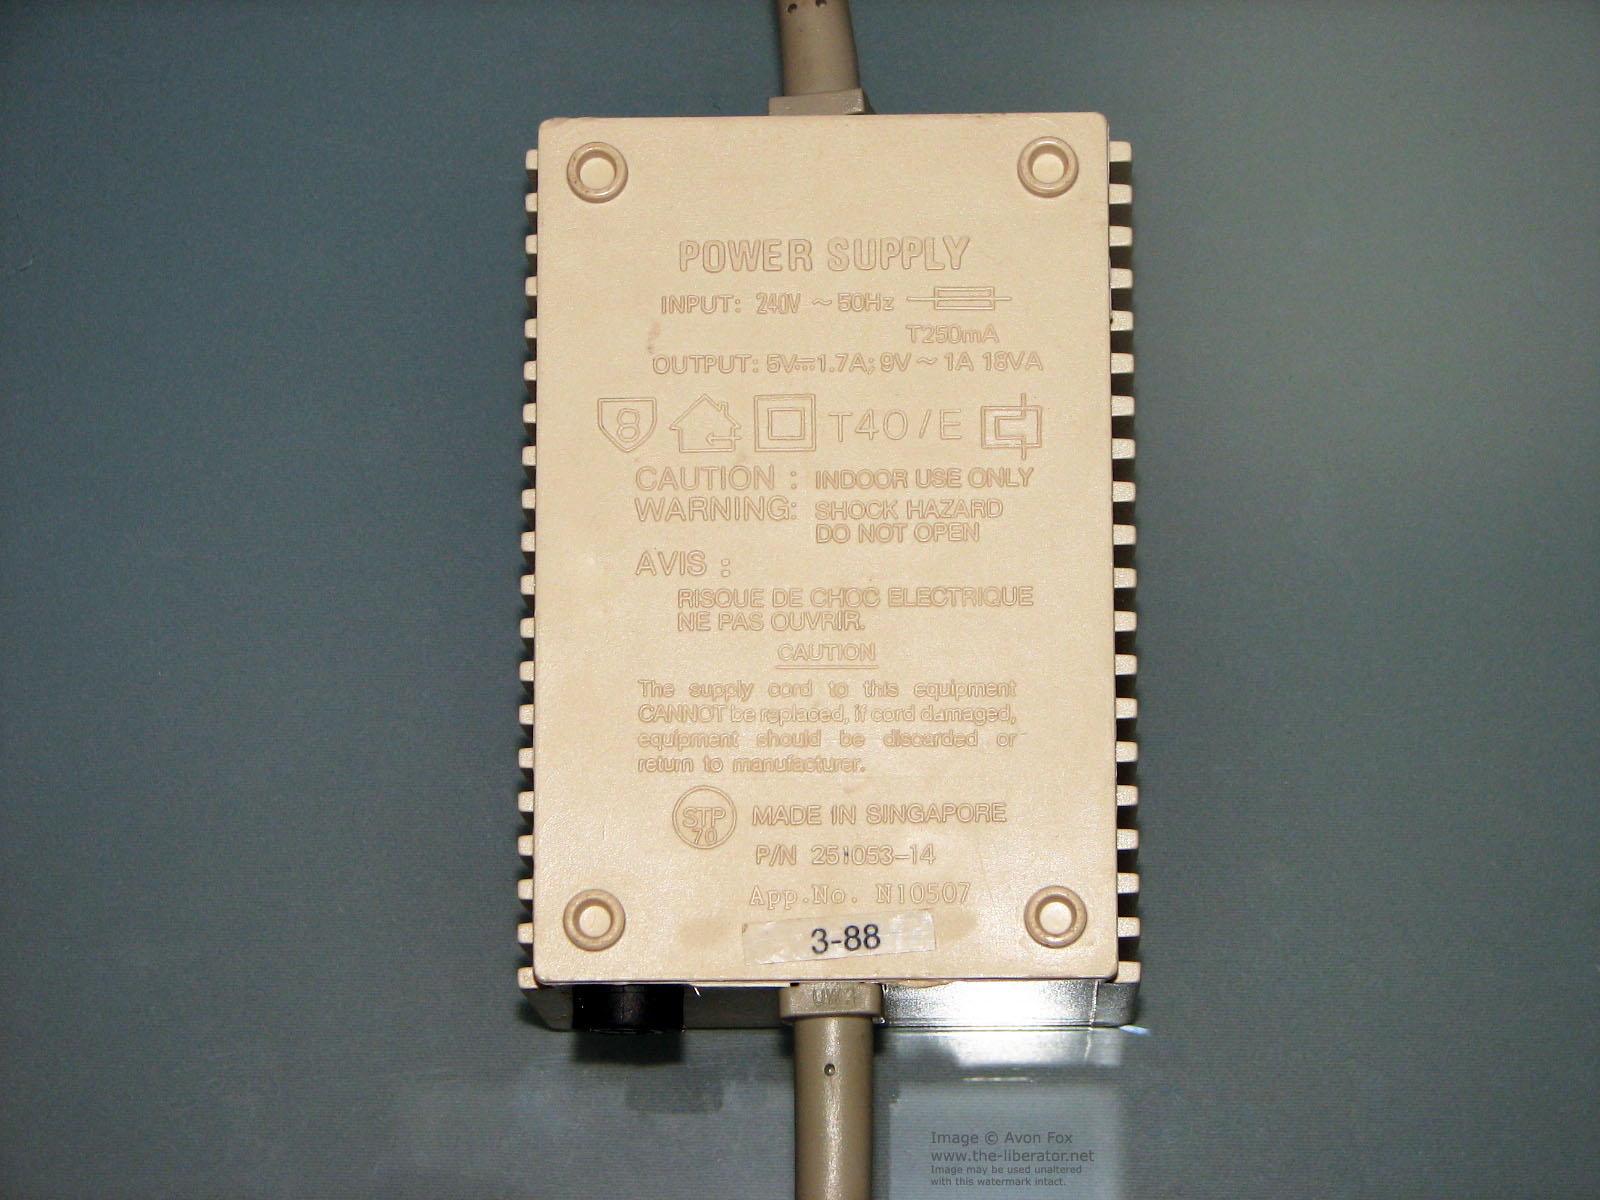 POWER SUPPLY
INPUT: 240V ~ 50Hz
T250mA
OUTPUT: 5V⎓1.7A; 9V ~ 1A 18VA
8 T40/E
CAUTION : INDOOR USE ONLY
WARNING: SHOCK HAZARD
DO NOT OPEN
AVIS :
RISQUE DE CHOC ELECTRIQUE
NE PAS OUVRIR.
CAUTION
The supply cord to this equipment
CANNOT be replaced, if cord damaged,
equipment should be discarded or
return to manufacturer.
STP
70
MADE IN SINGAPORE
P/N 251053-14
App.No. N10507
3-88
Image © Avon Fox
www.the-liberator.net
Image may be used unaltered
with this watermark intact.